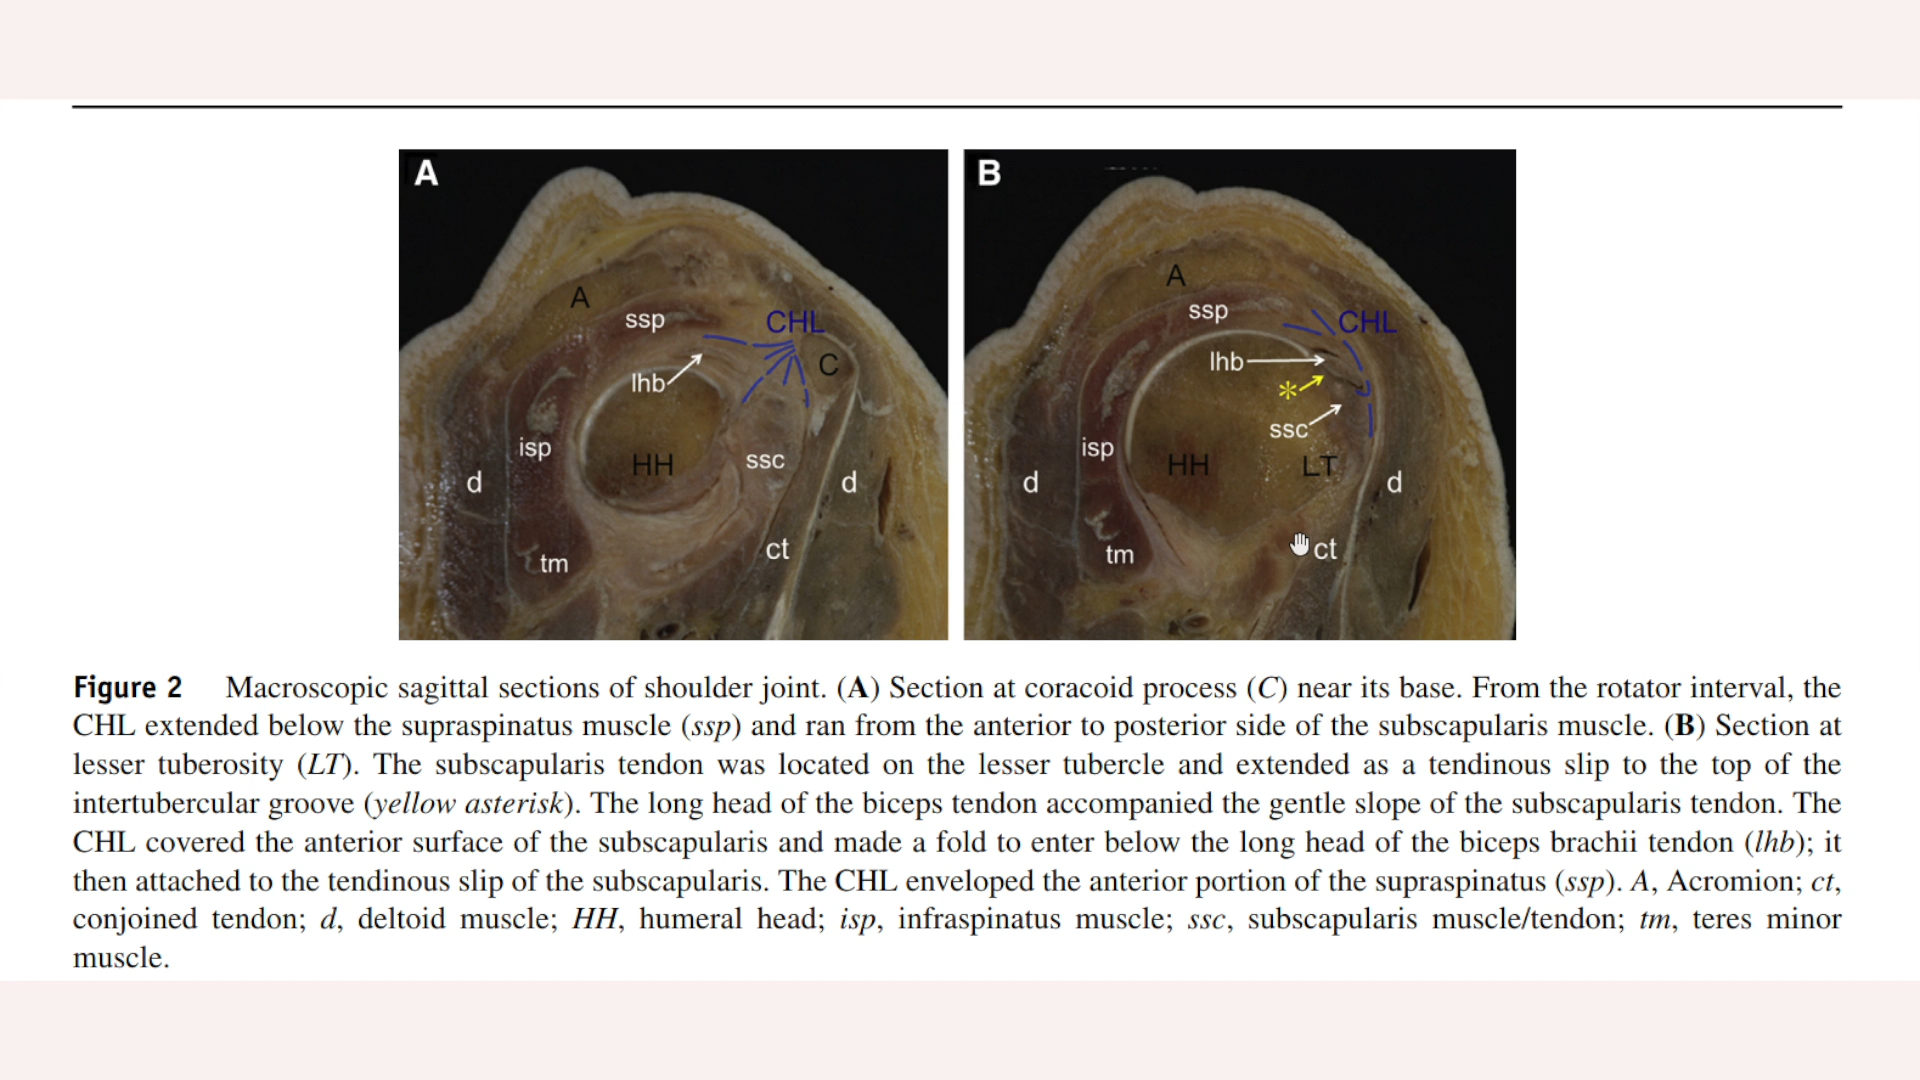 A
A
ssp
CHL
C
lhb
isp
HH
ssc
d
d
ct
tm
B
A
ssp
CHL
lhb
*
ssc
isp
HH
LT
d
d
ct
tm
Figure 2 Macroscopic sagittal sections of shoulder joint. (A) Section at coracoid process (C) near its base. From the rotator interval, the
CHL extended below the supraspinatus muscle (ssp) and ran from the anterior to posterior side of the subscapularis muscle. (B) Section at
lesser tuberosity (LT). The subscapularis tendon was located on the lesser tubercle and extended as a tendinous slip to the top of the
intertubercular groove (yellow asterisk). The long head of the biceps tendon accompanied the gentle slope of the subscapularis tendon. The
CHL covered the anterior surface of the subscapularis and made a fold to enter below the long head of the biceps brachii tendon (lhb); it
then attached to the tendinous slip of the subscapularis. The CHL enveloped the anterior portion of the supraspinatus (ssp). A, Acromion; ct,
conjoined tendon; d, deltoid muscle; HH, humeral head; isp, infraspinatus muscle; ssc, subscapularis muscle/tendon; tm, teres minor
muscle.